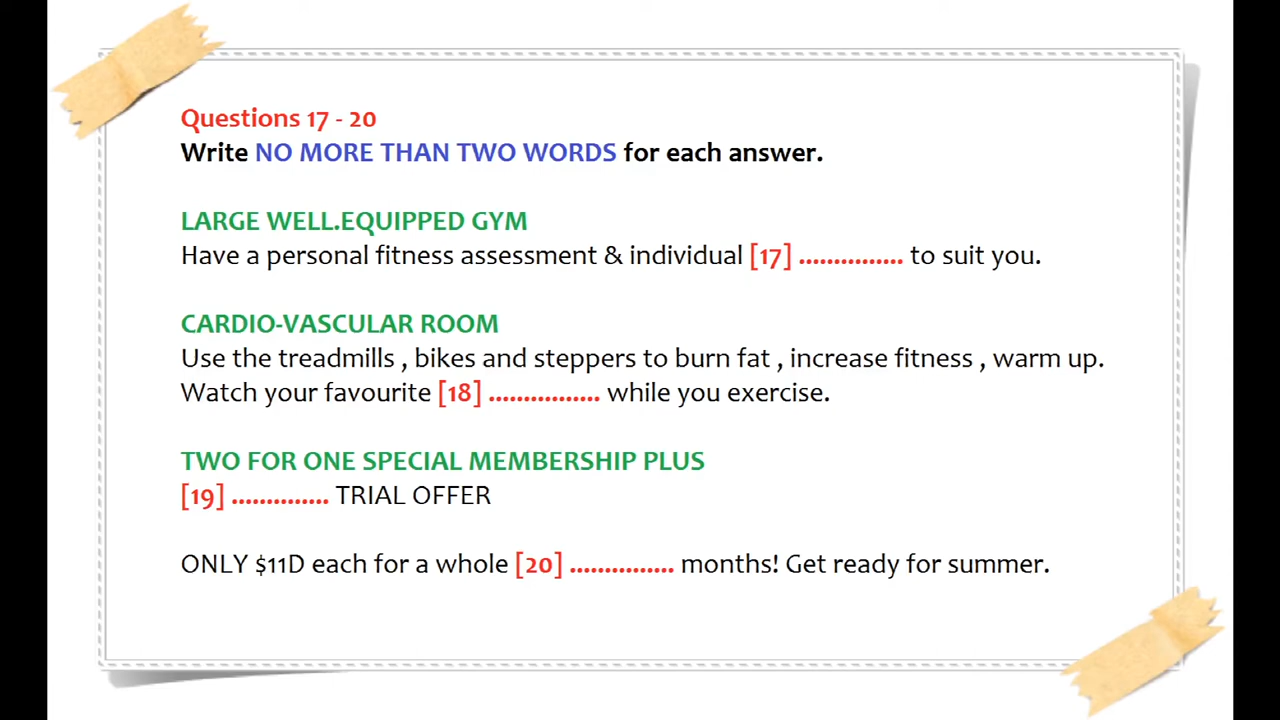 Questions 17 - 20
Write NO MORE THAN TWO WORDS for each answer.
LARGE WELL.EQUIPPED GYM
Have a personal fitness assessment & individual [17] ............... to suit you.
CARDIO-VASCULAR ROOM
Use the treadmills , bikes and steppers to burn fat , increase fitness , warm up.
Watch your favourite [18] ................ while you exercise.
TWO FOR ONE SPECIAL MEMBERSHIP PLUS
[19] .............. TRIAL OFFER
ONLY $11D each for a whole [20] ............... months! Get ready for summer.